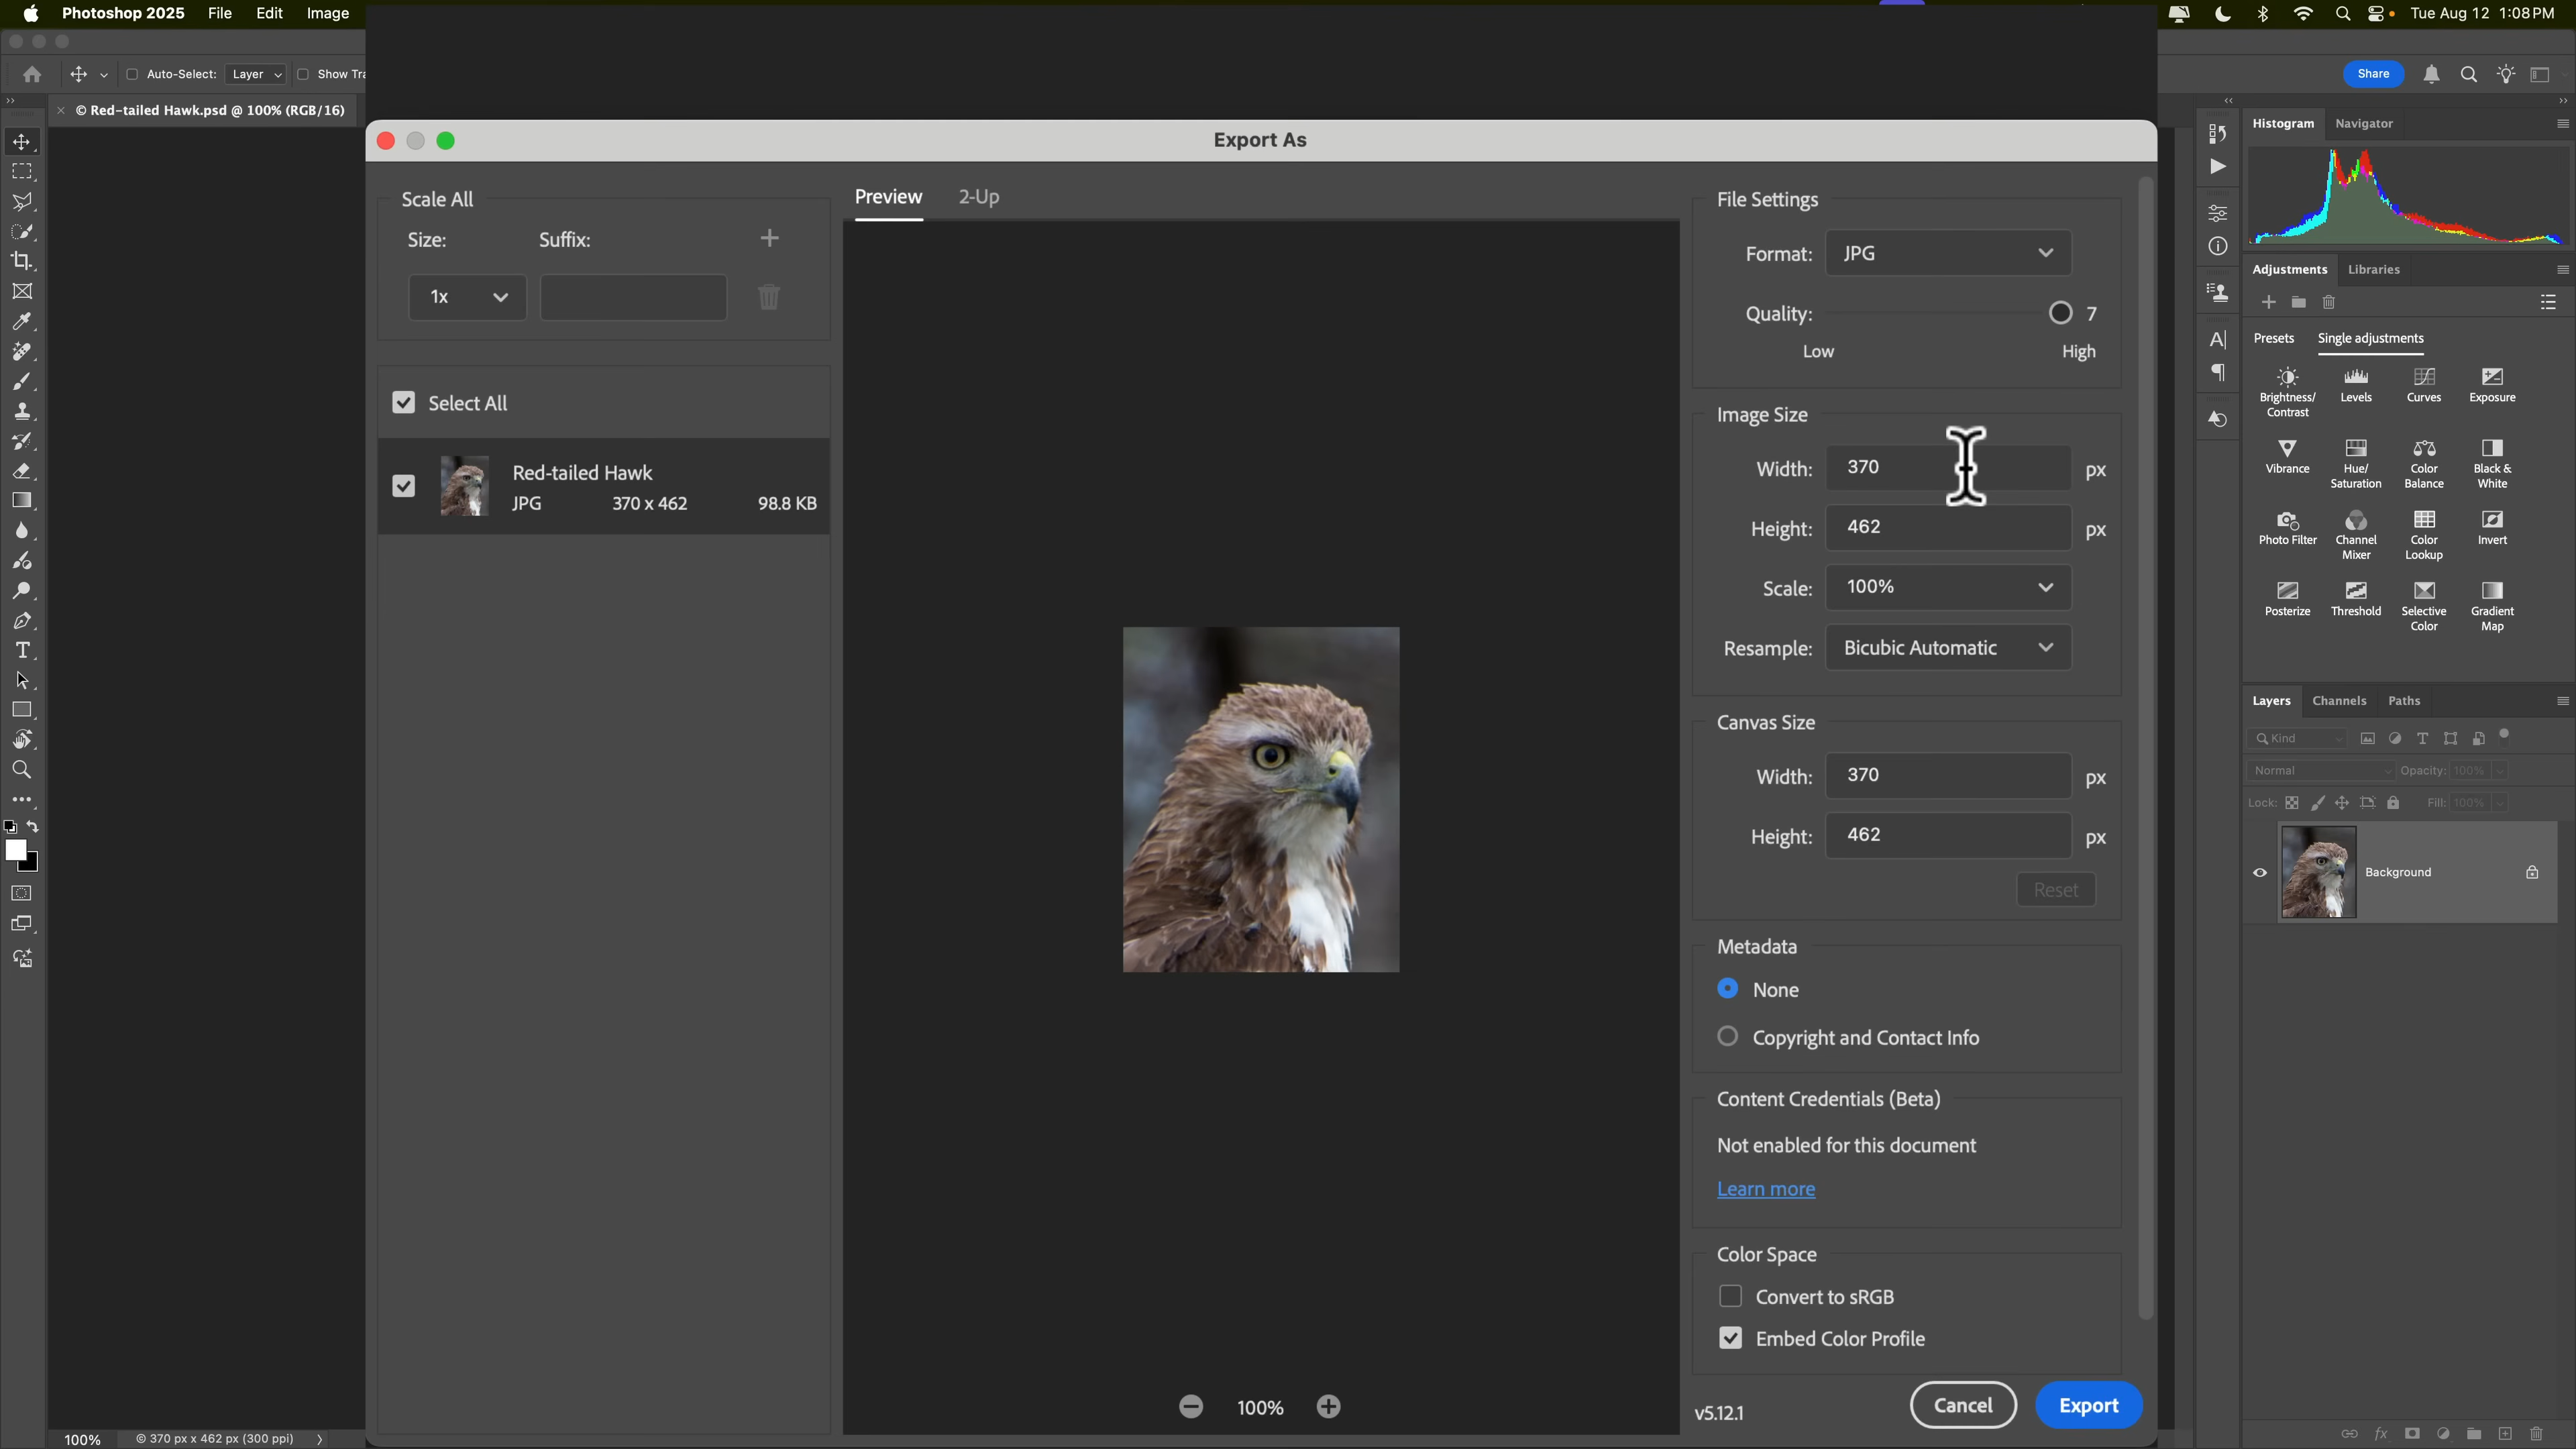 Photoshop 2025 File Edit Image
Tue Aug 12 1:08 PM
Auto-Select: Layer Show Tra
Share
© Red-tailed Hawk.psd @ 100% (RGB/16)
Export As
Scale All
Size: Suffix:
1x
Select All
Red-tailed Hawk
JPG 370 x 462 98.8 KB
Preview 2-Up
100%
File Settings
Format: JPG
Quality: 7
Low High
Image Size
Width: 370 px
Height: 462 px
Scale: 100%
Resample: Bicubic Automatic
Canvas Size
Width: 370 px
Height: 462 px
Reset
Metadata
None
Copyright and Contact Info
Content Credentials (Beta)
Not enabled for this document
Learn more
Color Space
Convert to sRGB
Embed Color Profile
v5.12.1 Cancel Export
Histogram Navigator
Adjustments Libraries
Presets Single adjustments
Brightness/ Levels Curves Exposure
Contrast
Vibrance Hue/ Color Black &
Saturation Balance White
Photo Filter Channel Color Invert
Mixer Lookup
Posterize Threshold Selective Gradient
Color Map
Layers Channels Paths
Kind
Normal Opacity: 100%
Lock: Fill: 100%
Background
100% © 370 px x 462 px (300 ppi)